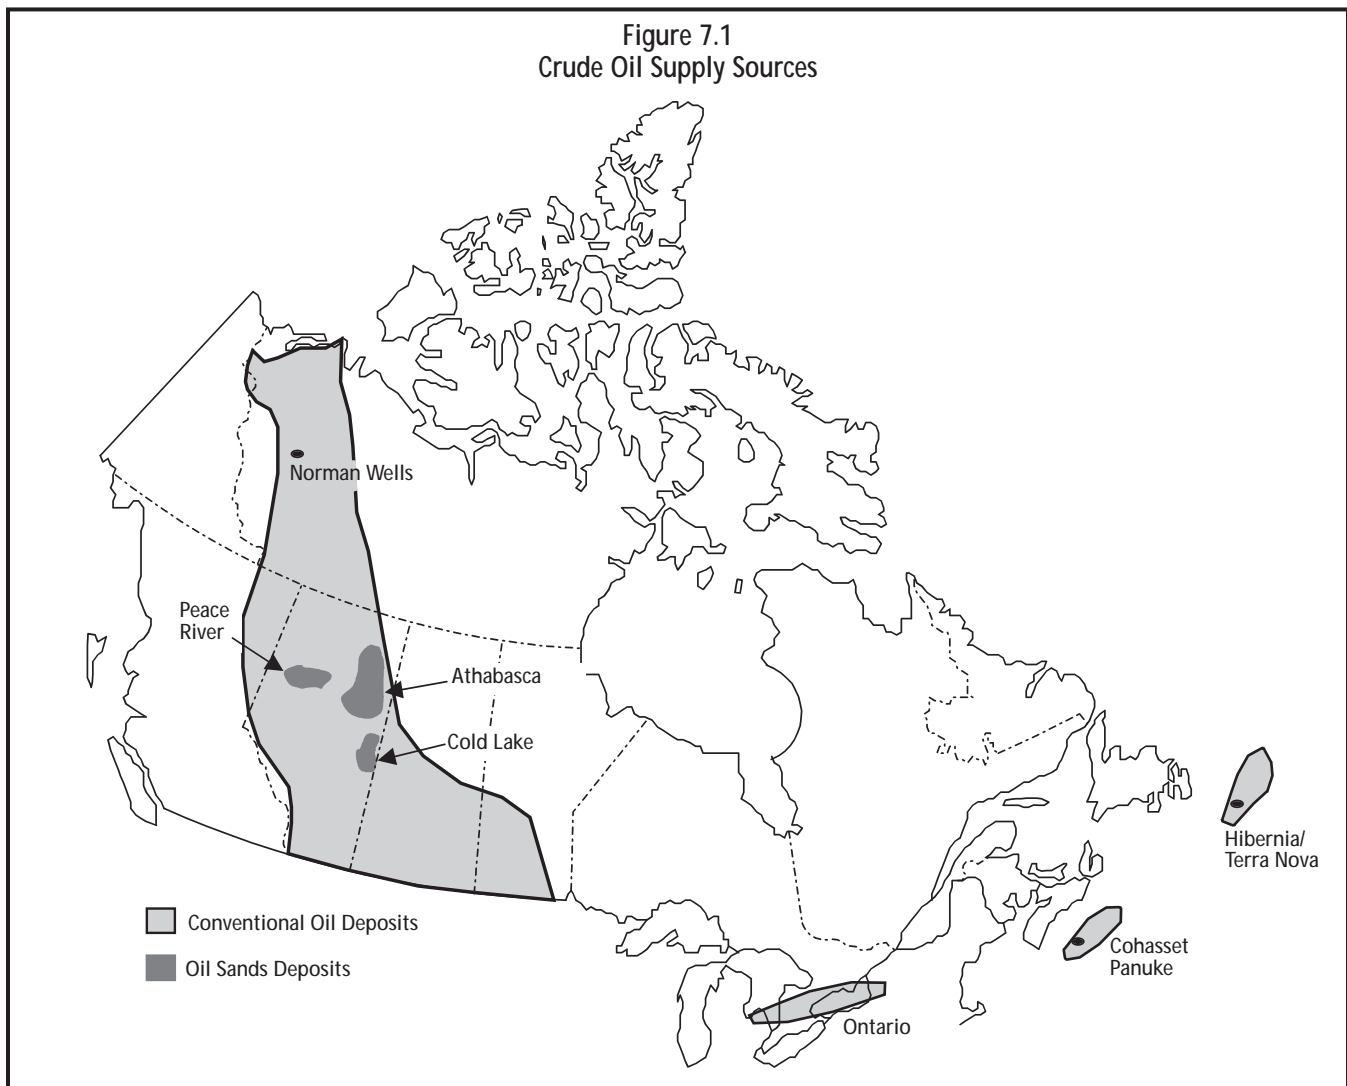 Figure 7.1
Crude Oil Supply Sources
Norman Wells
Peace
River
Athabasca
Cold Lake
Hibernia/
Terra Nova
Conventional Oil Deposits
Cohasset
Panuke
Oil Sands Deposits
Ontario